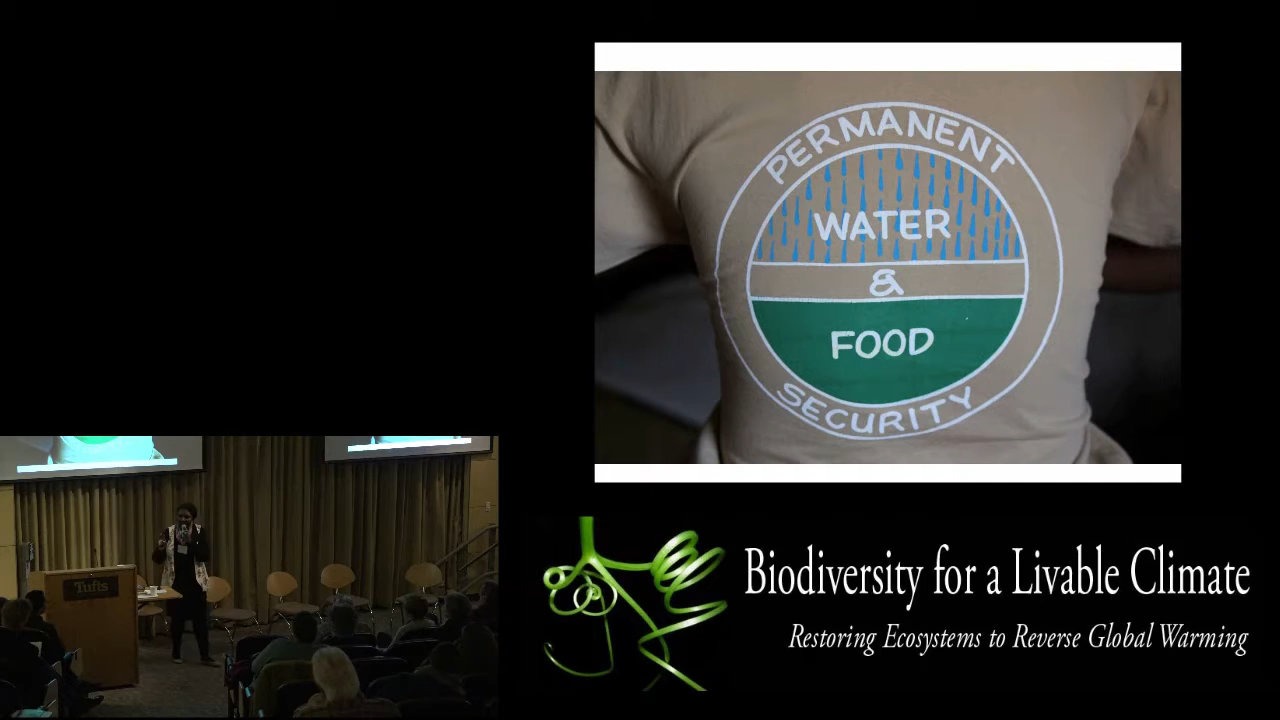 PERMANENT
WATER
&
FOOD
SECURITY
Tufts
Biodiversity for a Livable Climate
Restoring Ecosystems to Reverse Global Warming